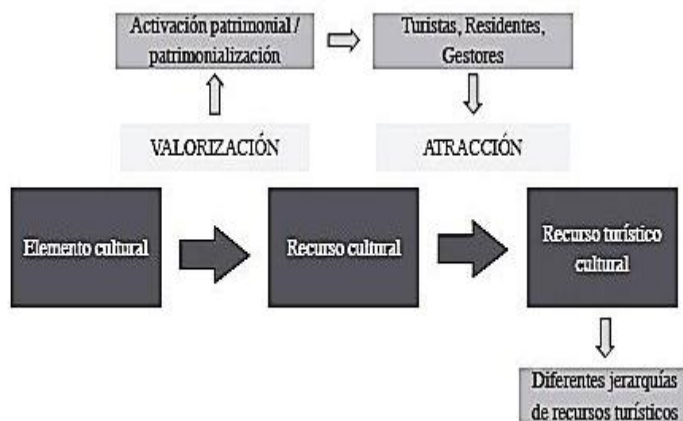 Activación patrimonial /
patrimonialización
Turistas, Residentes,
Gestores
VALORIZACIÓN
ATRACCIÓN
Elemento cultural
Recurso cultural
Recurso turístico
cultural
Diferentes jerarquías
de recursos turísticos